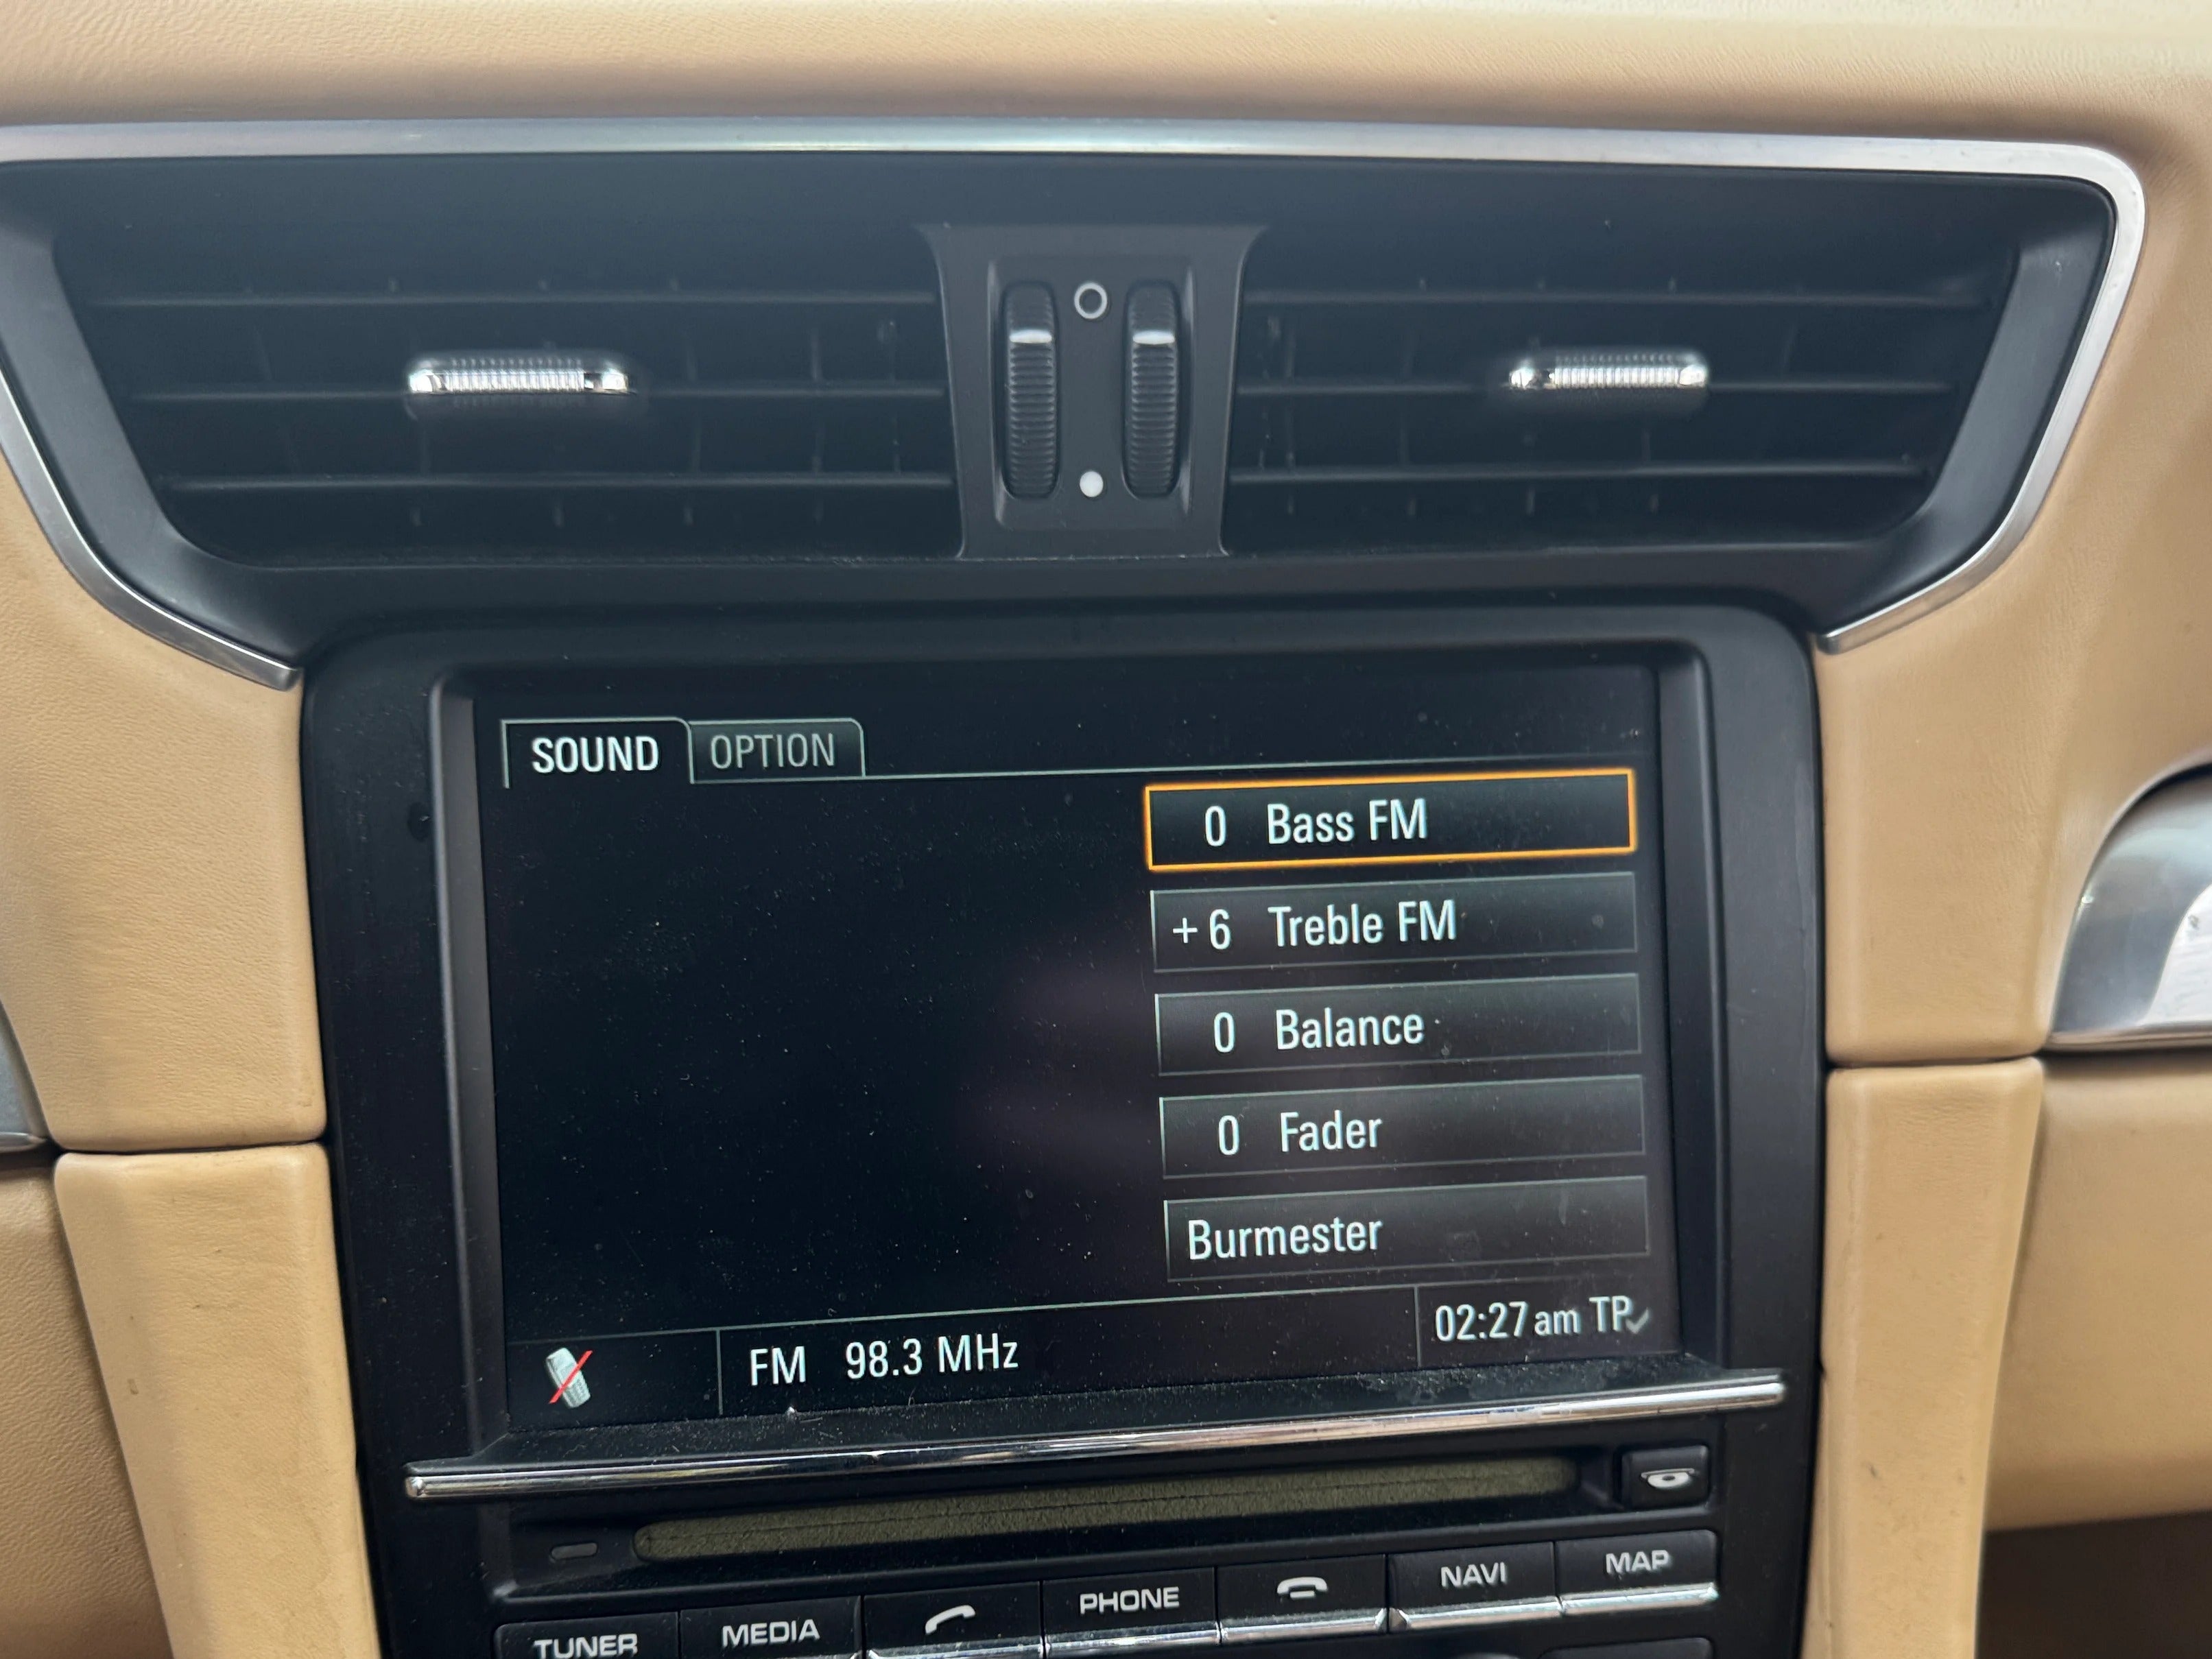 SOUND OPTION
0 Bass FM
+6 Treble FM
0 Balance
0 Fader
Burmester
FM 98.3 MHz 02:27 am TP
TUNER MEDIA PHONE NAVI MAP